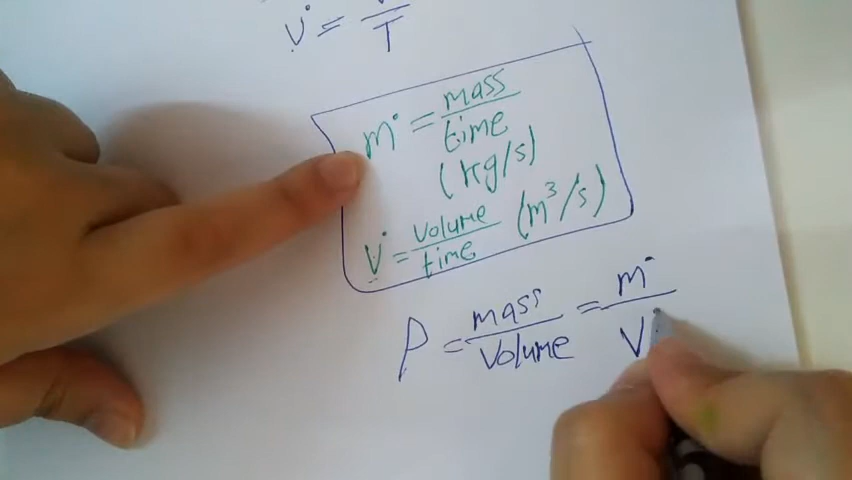 V̇ = /T
ṁ = mass/time
(kg/s)
V̇ = volume/time (m³/s)
ρ = mass/Volume = ṁ/V̇